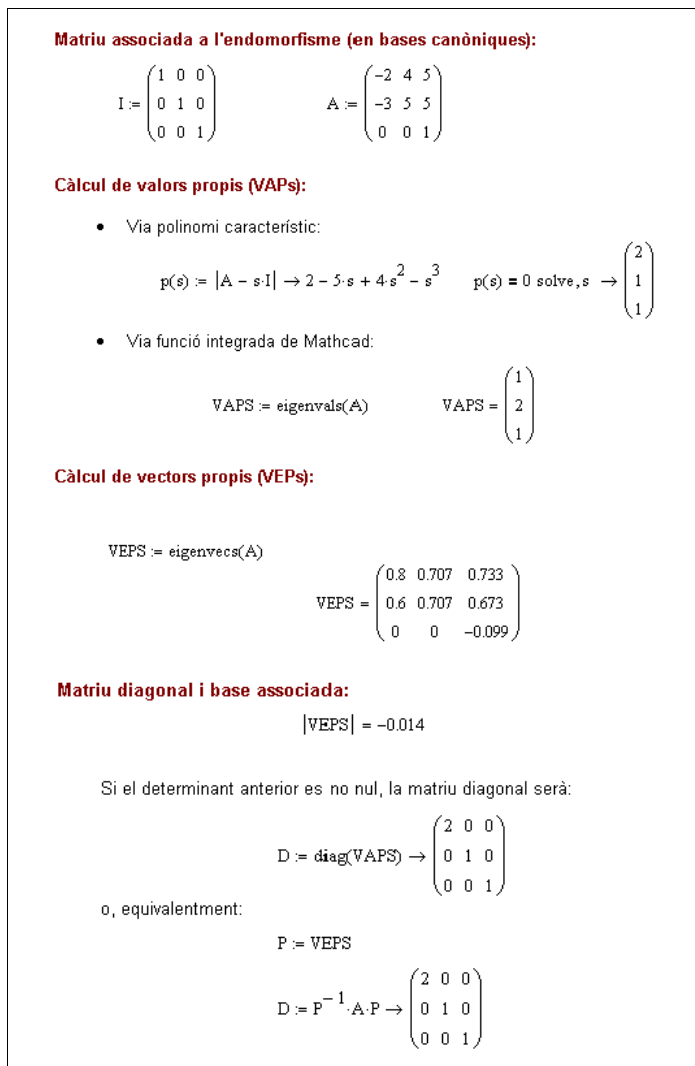 Matriu associada a l'endomorfisme (en bases canòniques):
I := (1 0 0; 0 1 0; 0 0 1) A := (−2 4 5; −3 5 5; 0 0 1)
Càlcul de valors propis (VAPs):
• Via polinomi característic:
p(s) := |A − s·I| → 2 − 5·s + 4·s² − s³ p(s) = 0 solve,s → (2; 1; 1)
• Via funció integrada de Mathcad:
VAPS := eigenvals(A) VAPS = (1; 2; 1)
Càlcul de vectors propis (VEPs):
VEPS := eigenvecs(A)
VEPS = (0.8 0.707 0.733; 0.6 0.707 0.673; 0 0 −0.099)
Matriu diagonal i base associada:
|VEPS| = −0.014
Si el determinant anterior es no nul, la matriu diagonal serà:
D := diag(VAPS) → (2 0 0; 0 1 0; 0 0 1)
o, equivalentment:
P := VEPS
D := P⁻¹·A·P → (2 0 0; 0 1 0; 0 0 1)